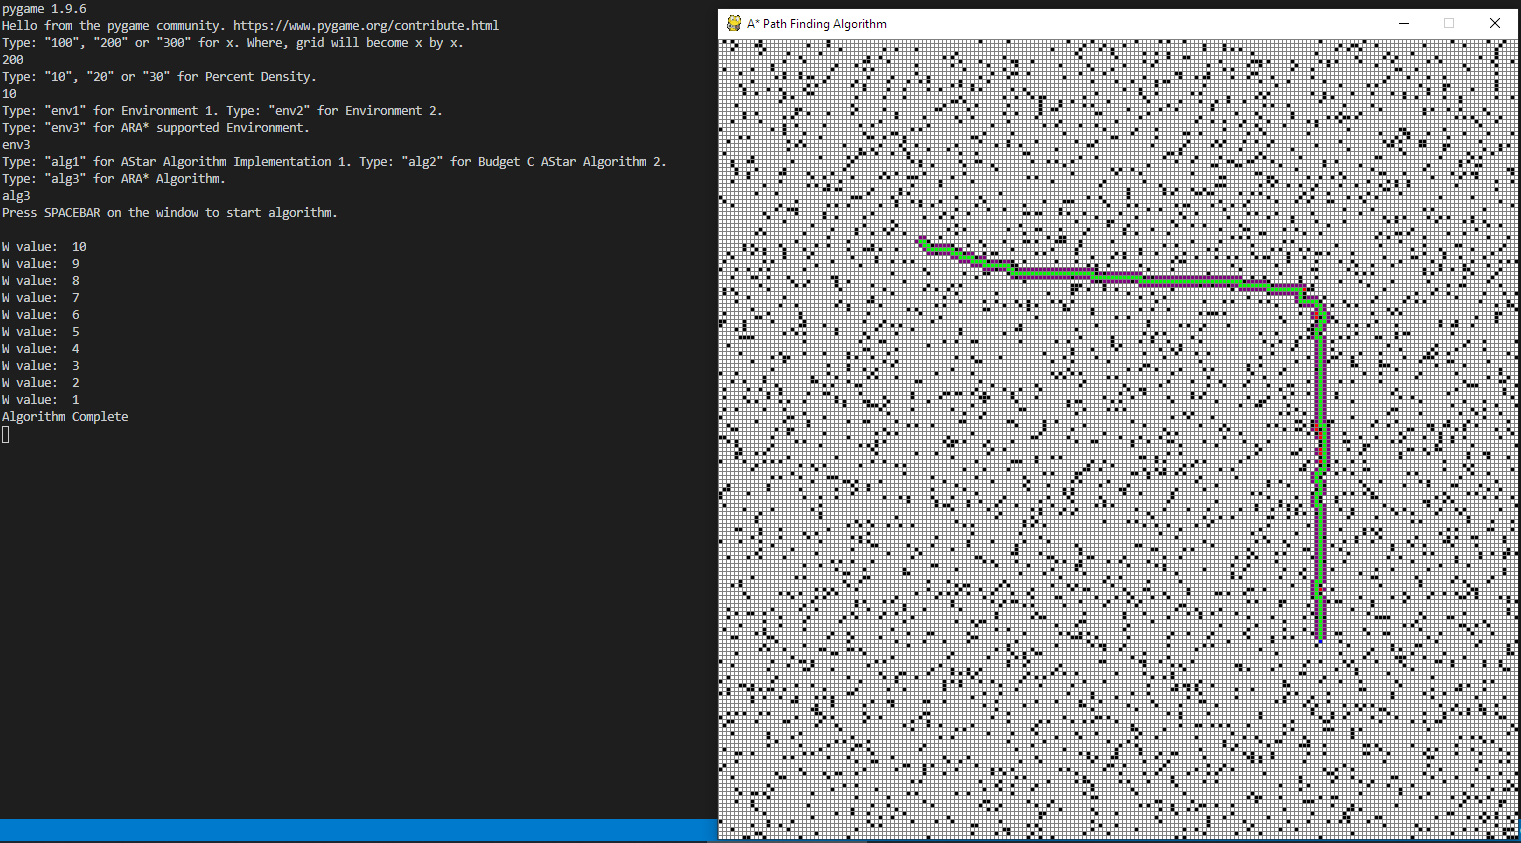 pygame 1.9.6
Hello from the pygame community. https://www.pygame.org/contribute.html
Type: "100", "200" or "300" for x. Where, grid will become x by x.
200
Type: "10", "20" or "30" for Percent Density.
10
Type: "env1" for Environment 1. Type: "env2" for Environment 2.
Type: "env3" for ARA* supported Environment.
env3
Type: "alg1" for AStar Algorithm Implementation 1. Type: "alg2" for Budget C AStar Algorithm 2.
Type: "alg3" for ARA* Algorithm.
alg3
Press SPACEBAR on the window to start algorithm.
W value:  10
W value:  9
W value:  8
W value:  7
W value:  6
W value:  5
W value:  4
W value:  3
W value:  2
W value:  1
Algorithm Complete
A* Path Finding Algorithm